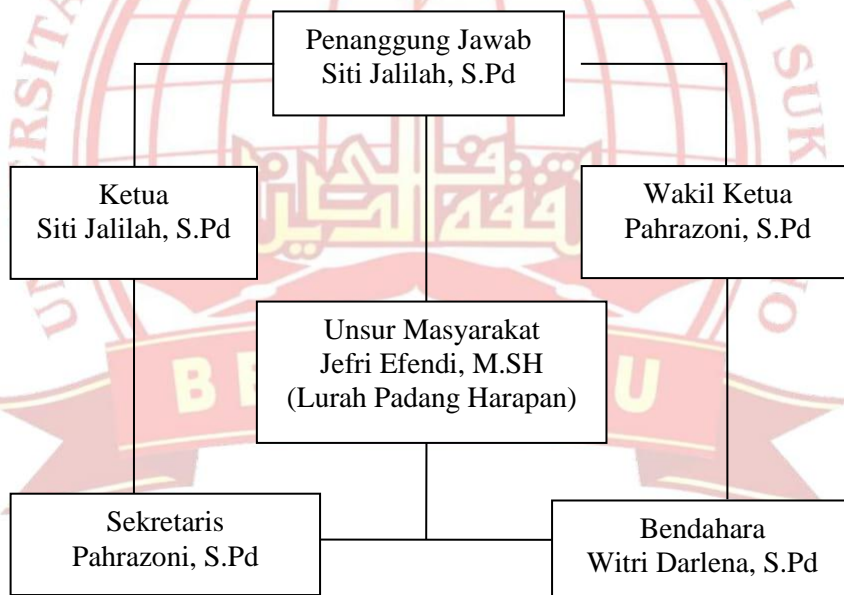 Penanggung Jawab
Siti Jalilah, S.Pd
Ketua
Siti Jalilah, S.Pd
Wakil Ketua
Pahrazoni, S.Pd
Unsur Masyarakat
Jefri Efendi, M.SH
(Lurah Padang Harapan)
Sekretaris
Pahrazoni, S.Pd
Bendahara
Witri Darlena, S.Pd